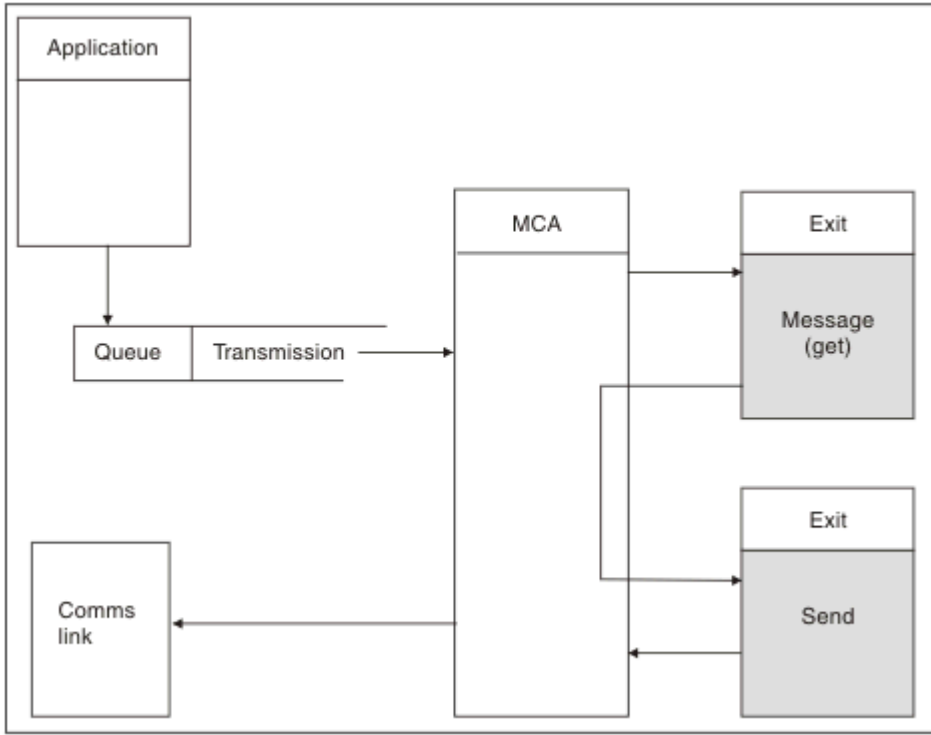 Application
MCA
Exit
Message
(get)
Queue
Transmission
Exit
Comms
link
Send